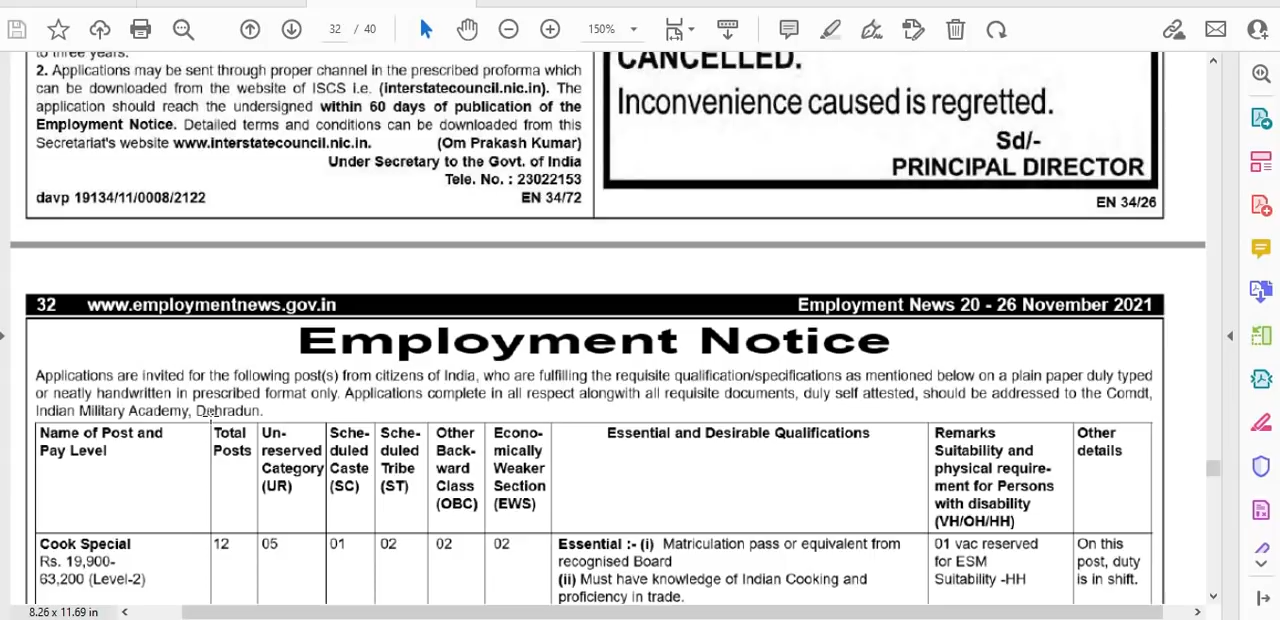 32 / 40
150%
to three years.
2. Applications may be sent through proper channel in the prescribed proforma which
can be downloaded from the website of ISCS i.e. (interstatecouncil.nic.in). The
application should reach the undersigned within 60 days of publication of the
Employment Notice. Detailed terms and conditions can be downloaded from this
Secretariat's website www.interstatecouncil.nic.in. (Om Prakash Kumar)
Under Secretary to the Govt. of India
Tele. No. : 23022153
davp 19134/11/0008/2122 EN 34/72
CANCELLED.
Inconvenience caused is regretted.
Sd/-
PRINCIPAL DIRECTOR
EN 34/26
32 www.employmentnews.gov.in Employment News 20 - 26 November 2021
Employment Notice
Applications are invited for the following post(s) from citizens of India, who are fulfilling the requisite qualification/specifications as mentioned below on a plain paper duly typed
or neatly handwritten in prescribed format only. Applications complete in all respect alongwith all requisite documents, duly self attested, should be addressed to the Comdt,
Indian Military Academy, Dehradun.
Name of Post and
Pay Level
Total
Posts
Un-
reserved
Category
(UR)
Sche-
duled
Caste
(SC)
Sche-
duled
Tribe
(ST)
Other
Back-
ward
Class
(OBC)
Econo-
mically
Weaker
Section
(EWS)
Essential and Desirable Qualifications
Remarks
Suitability and
physical require-
ment for Persons
with disability
(VH/OH/HH)
Other
details
Cook Special
Rs. 19,900-
63,200 (Level-2)
12
05
01
02
02
02
Essential :- (i) Matriculation pass or equivalent from
recognised Board
(ii) Must have knowledge of Indian Cooking and
proficiency in trade.
01 vac reserved
for ESM
Suitability -HH
On this
post, duty
is in shift.
8.26 x 11.69 in